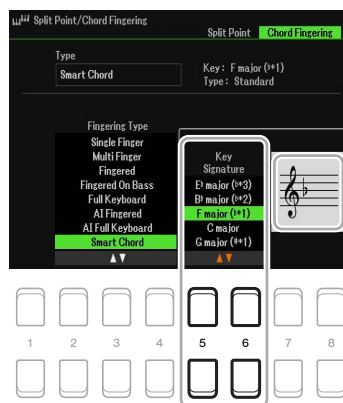 Split Point/Chord Fingering
Split Point Chord Fingering
Type
Smart Chord
Key : F major (♭*1)
Type : Standard
Fingering Type
Single Finger
Multi Finger
Fingered
Fingered On Bass
Full Keyboard
AI Fingered
AI Full Keyboard
Smart Chord
Key
Signature
E♭ major (♭*3)
B♭ major (♭*2)
F major (♭*1)
C major
G major (#*1)
1 2 3 4 5 6 7 8